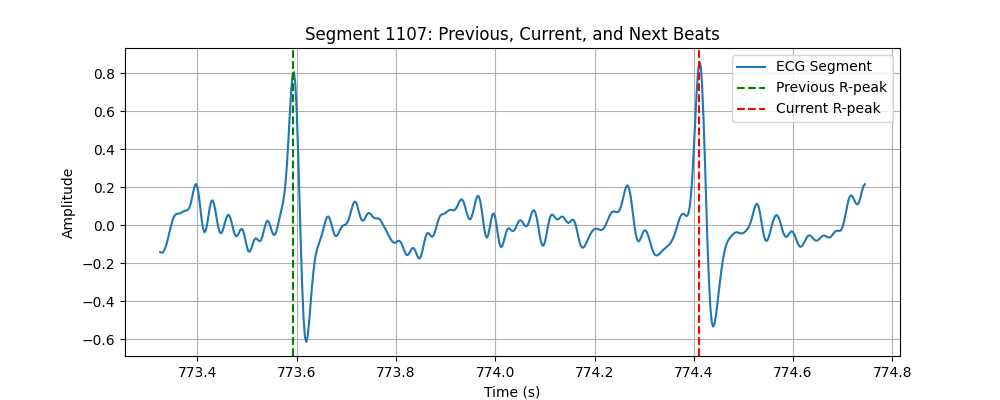 Segment 1107: Previous, Current, and Next Beats
ECG Segment
Previous R-peak
Current R-peak
Amplitude
0.8
0.6
0.4
0.2
0.0
−0.2
−0.4
−0.6
773.4 773.6 773.8 774.0 774.2 774.4 774.6 774.8
Time (s)